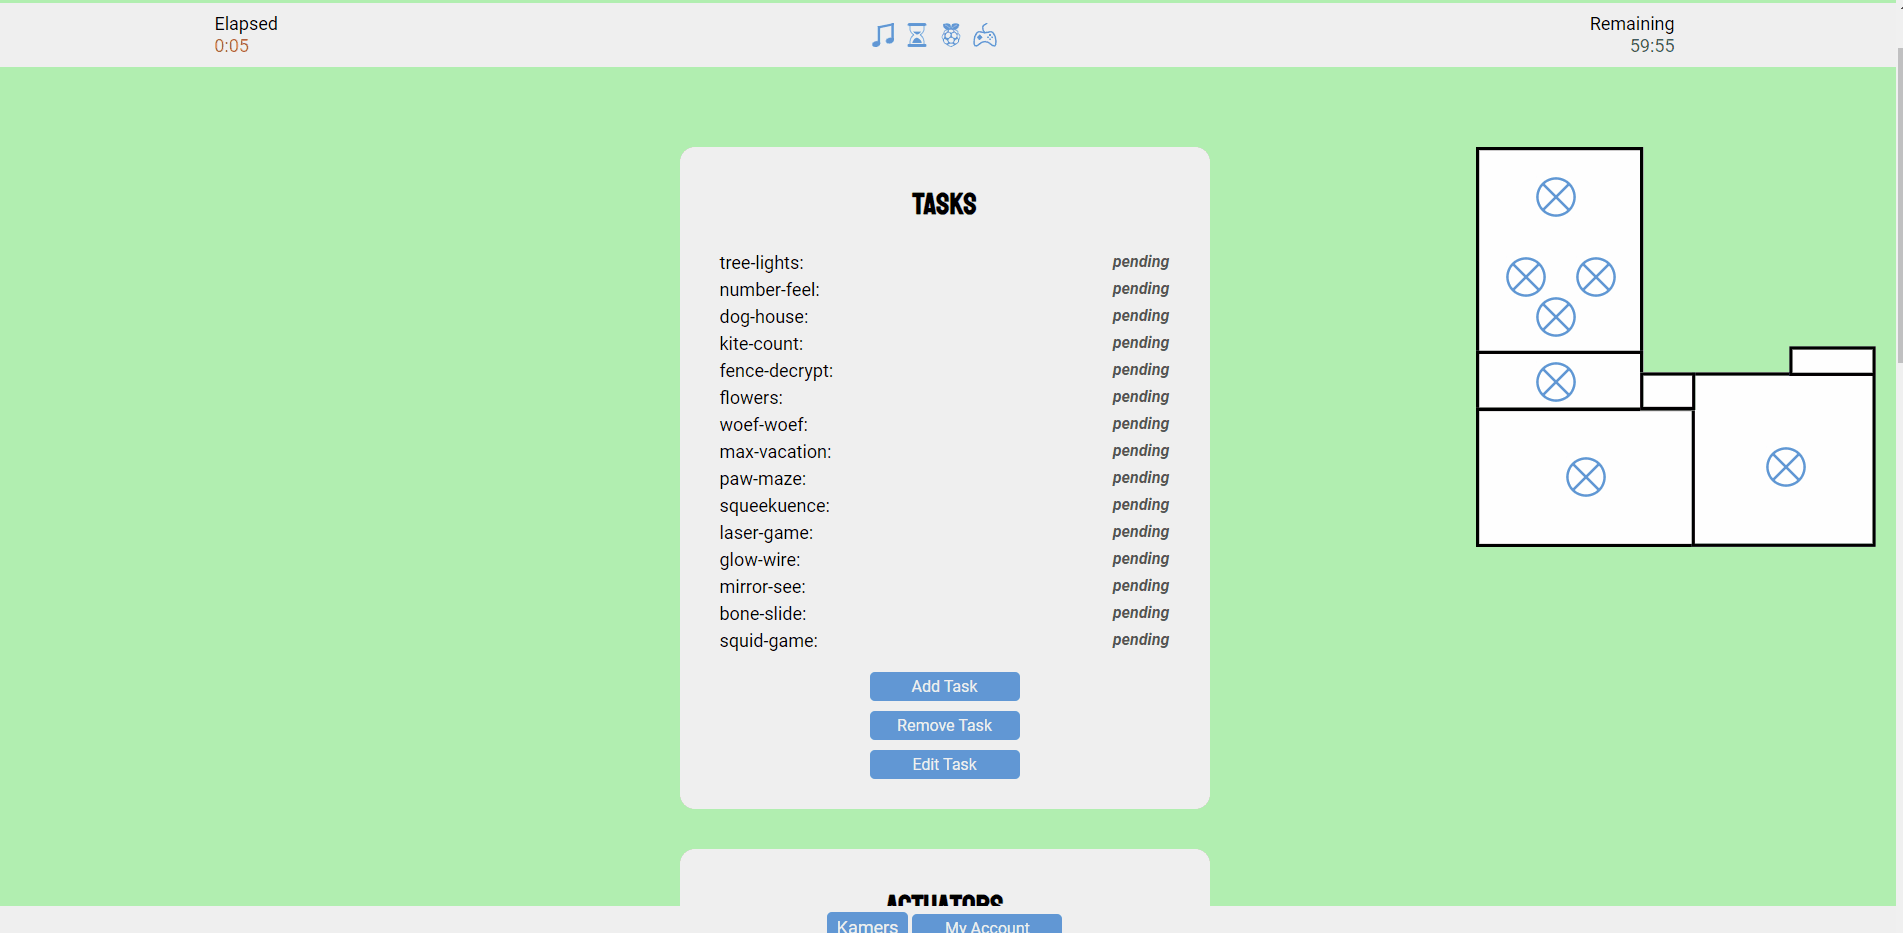 Elapsed
0:05
Remaining
59:55
TASKS
tree-lights: pending
number-feel: pending
dog-house: pending
kite-count: pending
fence-decrypt: pending
flowers: pending
woef-woef: pending
max-vacation: pending
paw-maze: pending
squeekuence: pending
laser-game: pending
glow-wire: pending
mirror-see: pending
bone-slide: pending
squid-game: pending
Add Task
Remove Task
Edit Task
ACTUATORS
Kamers My Account